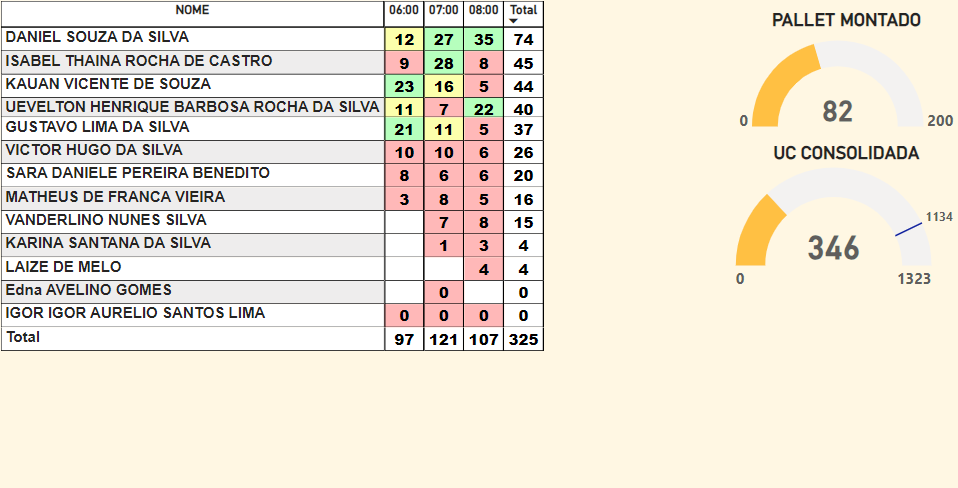 NOME 06:00 07:00 08:00 Total
DANIEL SOUZA DA SILVA 12 27 35 74
ISABEL THAINA ROCHA DE CASTRO 9 28 8 45
KAUAN VICENTE DE SOUZA 23 16 5 44
UEVELTON HENRIQUE BARBOSA ROCHA DA SILVA 11 7 22 40
GUSTAVO LIMA DA SILVA 21 11 5 37
VICTOR HUGO DA SILVA 10 10 6 26
SARA DANIELE PEREIRA BENEDITO 8 6 6 20
MATHEUS DE FRANCA VIEIRA 3 8 5 16
VANDERLINO NUNES SILVA 7 8 15
KARINA SANTANA DA SILVA 1 3 4
LAIZE DE MELO 4 4
Edna AVELINO GOMES 0 0
IGOR IGOR AURELIO SANTOS LIMA 0 0 0 0
Total 97 121 107 325
PALLET MONTADO
82
0 200
UC CONSOLIDADA
1134
346
0 1323